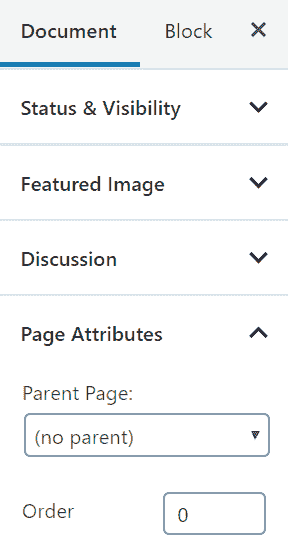 Document Block ×
Status & Visibility
Featured Image
Discussion
Page Attributes
Parent Page:
(no parent)
Order 0